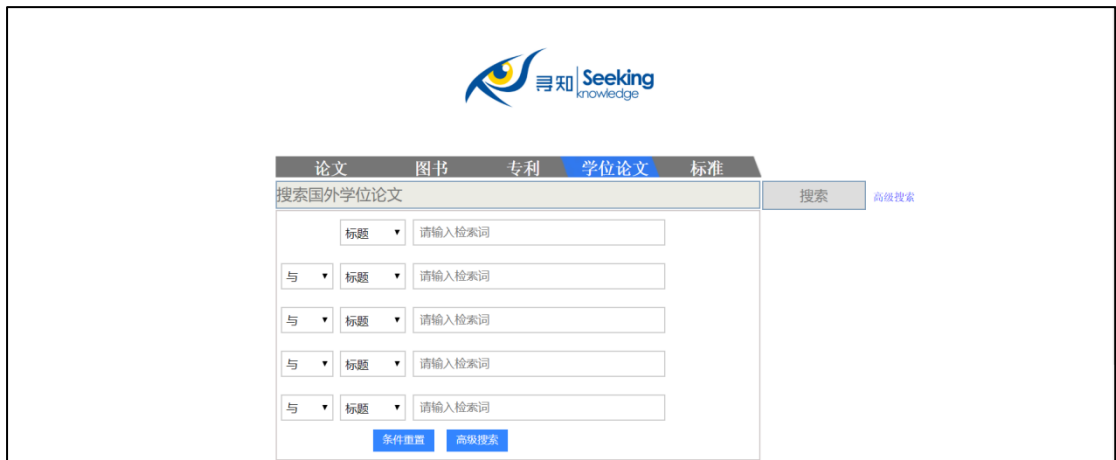 寻知 Seeking
knowledge
论文 图书 专利 学位论文 标准
搜索国外学位论文 搜索 高级搜索
标题 请输入检索词
与 标题 请输入检索词
与 标题 请输入检索词
与 标题 请输入检索词
与 标题 请输入检索词
条件重置 高级搜索